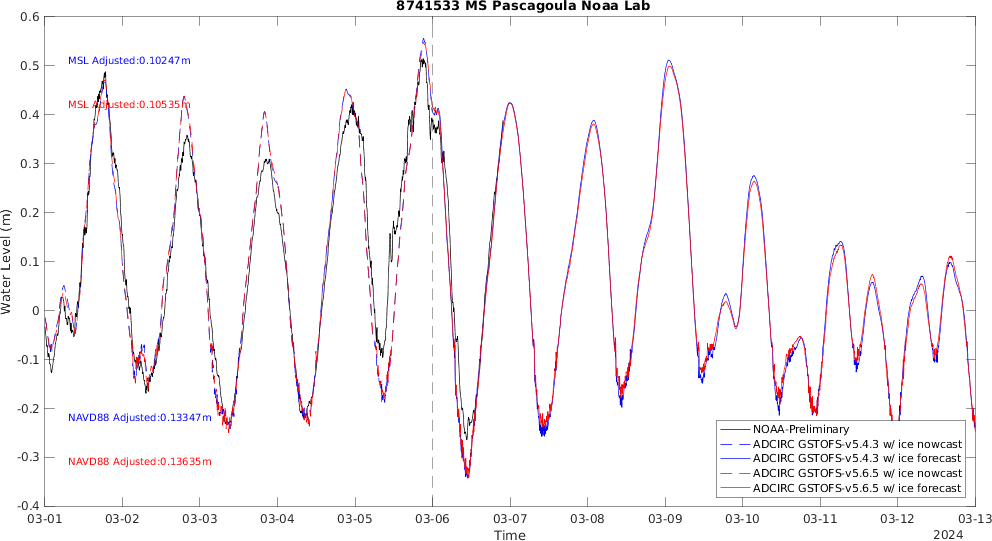 8741533 MS Pascagoula Noaa Lab
0.6
0.5
0.4
0.3
0.2
0.1
0
-0.1
-0.2
-0.3
-0.4
Water Level (m)
MSL Adjusted:0.10247m
MSL Adjusted:0.10535m
NAVD88 Adjusted:0.13347m
NAVD88 Adjusted:0.13635m
NOAA-Preliminary
ADCIRC GSTOFS-v5.4.3 w/ ice nowcast
ADCIRC GSTOFS-v5.4.3 w/ ice forecast
ADCIRC GSTOFS-v5.6.5 w/ ice nowcast
ADCIRC GSTOFS-v5.6.5 w/ ice forecast
03-01 03-02 03-03 03-04 03-05 03-06 03-07 03-08 03-09 03-10 03-11 03-12 03-13
Time
2024